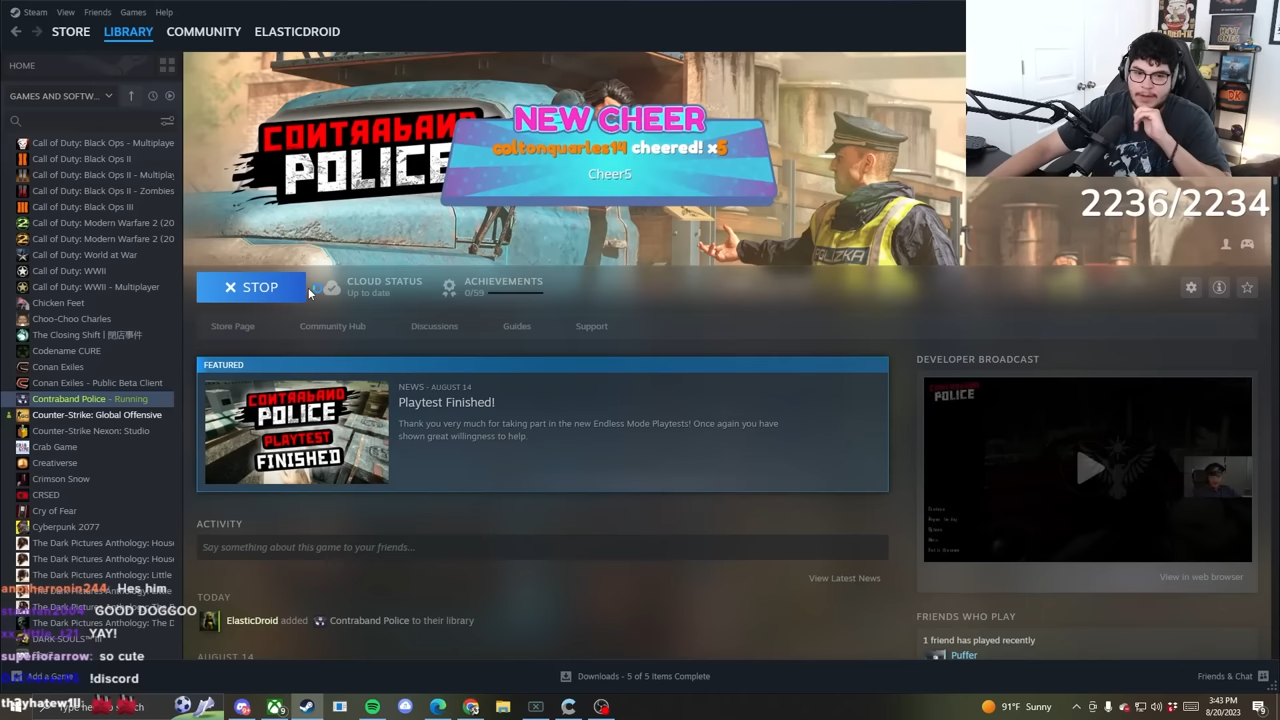 Steam View Friends Games Help
STORE LIBRARY COMMUNITY ELASTICDROID
HOME
GAMES AND SOFTW...
Call of Duty: Black Ops - Multiplaye
Call of Duty: Black Ops II
Call of Duty: Black Ops II - Multiplay
Call of Duty: Black Ops II - Zombies
Call of Duty: Black Ops III
Call of Duty: Modern Warfare 2 (20
Call of Duty: Modern Warfare 2 (20
Call of Duty: World at War
Call of Duty: WWII
Call of Duty: WWII - Multiplayer
Chicken Feet
Choo-Choo Charles
The Closing Shift | 閉店事件
Codename CURE
Conan Exiles
Conan Exiles - Public Beta Client
Contraband Police - Running
Counter-Strike: Global Offensive
Counter-Strike Nexon: Studio
Crab Game
Creativerse
Crimson Snow
CRSED
Cry of Fear
Cyberpunk 2077
The Dark Pictures Anthology: House
The Dark Pictures Anthology: House
The Dark Pictures Anthology: Little
DARK SOULS™ III
Hes him
GOOD DOGGOO
YAY!
so cute
!discord
Add a Game
CONTRABAND
POLICE
NEW CHEER
coltonquarles14 cheered! x5
Cheer5
POLIZKA
2236/2234
STOP
CLOUD STATUS
Up to date
ACHIEVEMENTS
0/59
Store Page Community Hub Discussions Guides Support
FEATURED
CONTRABAND
POLICE
PLAYTEST
FINISHED
NEWS - AUGUST 14
Playtest Finished!
Thank you very much for taking part in the new Endless Mode Playtests! Once again you have
shown great willingness to help.
ACTIVITY
Say something about this game to your friends...
View Latest News
TODAY
ElasticDroid added Contraband Police to their library
AUGUST 14
DEVELOPER BROADCAST
CONTRABAND
POLICE
View in web browser
FRIENDS WHO PLAY
1 friend has played recently
Puffer
Downloads - 5 of 5 Items Complete
Friends & Chat
91°F Sunny
3:43 PM
8/20/2023